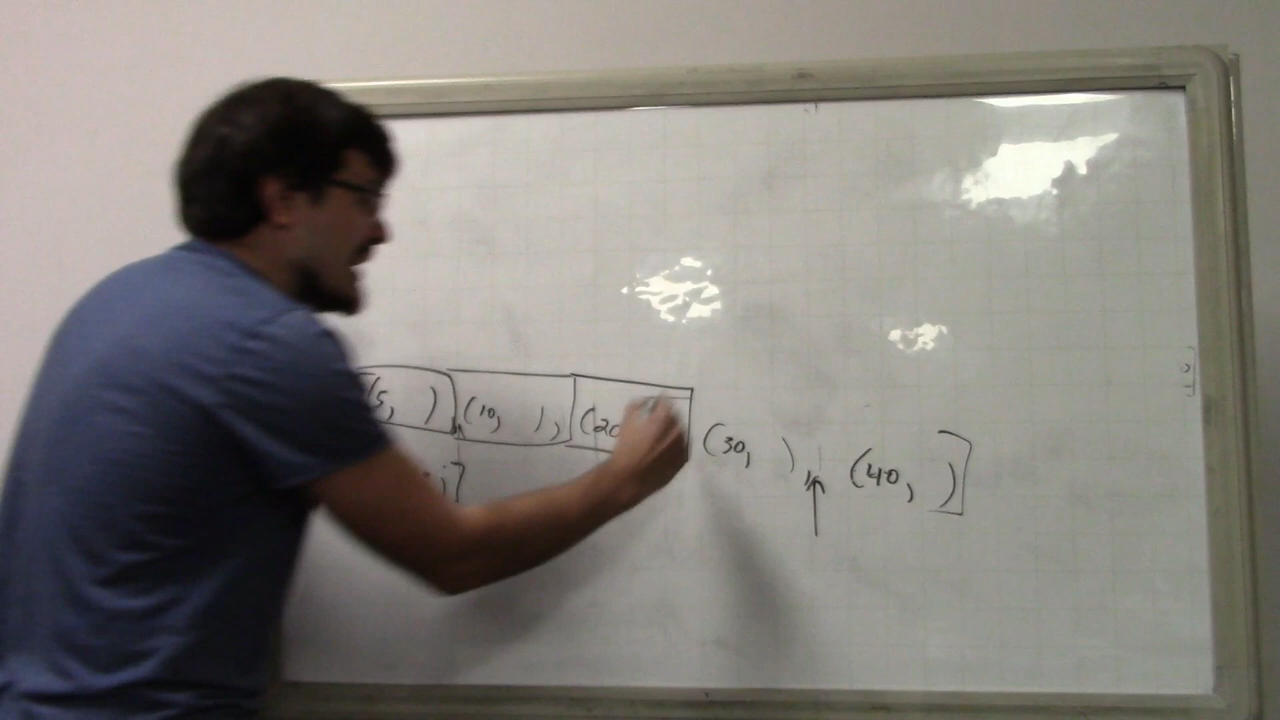 (5, ), (10, ), (20 (30, ), (40, )]
; ]